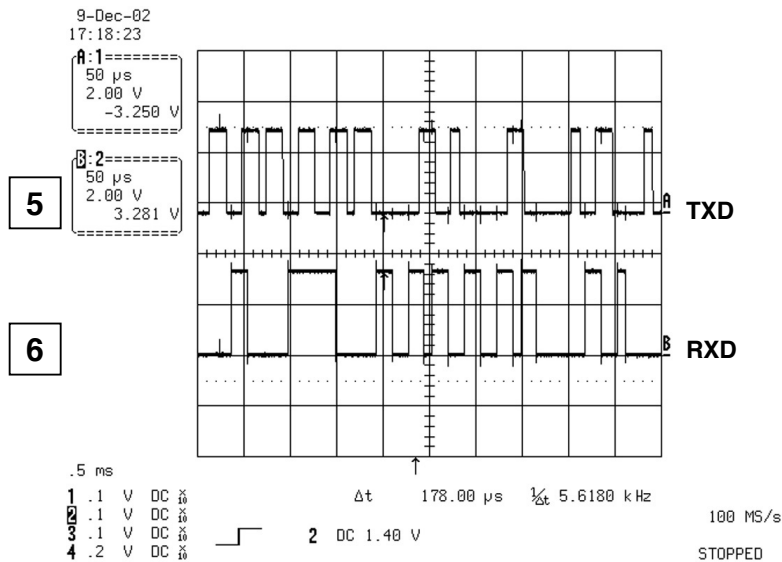 9-Dec-02
17:18:23
A:1
50 µs
2.00 V
-3.250 V
B:2
50 µs
2.00 V
3.281 V
5
A TXD
6
B RXD
.5 ms
1 .1 V DC X10
2 .1 V DC X10
3 .1 V DC X10
4 .2 V DC X10
Δt 178.00 µs 1/Δt 5.6180 kHz
2 DC 1.40 V
100 MS/s
STOPPED